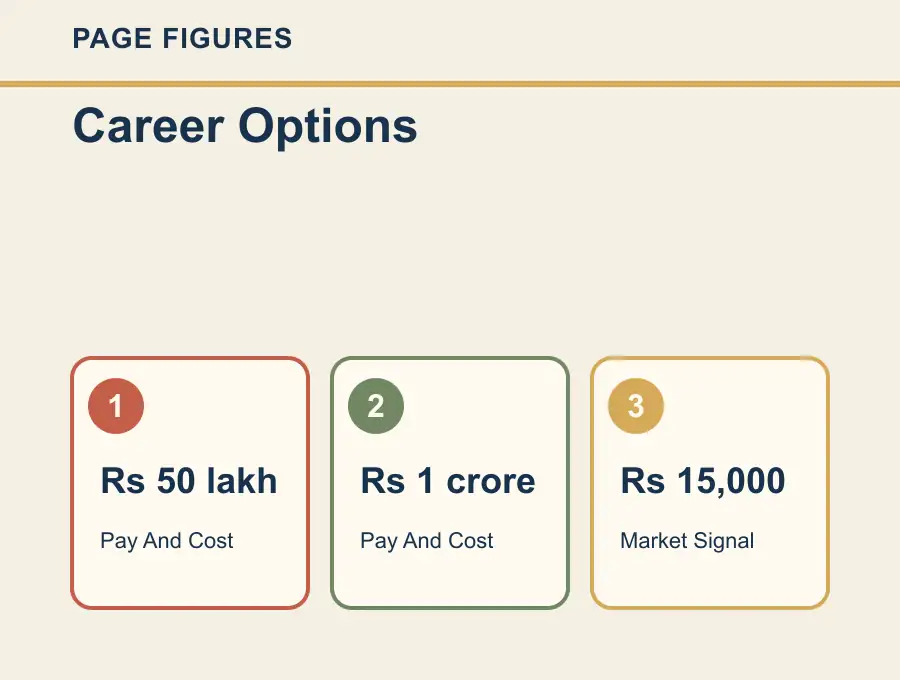 PAGE FIGURES
Career Options
1
Rs 50 lakh
Pay And Cost
2
Rs 1 crore
Pay And Cost
3
Rs 15,000
Market Signal